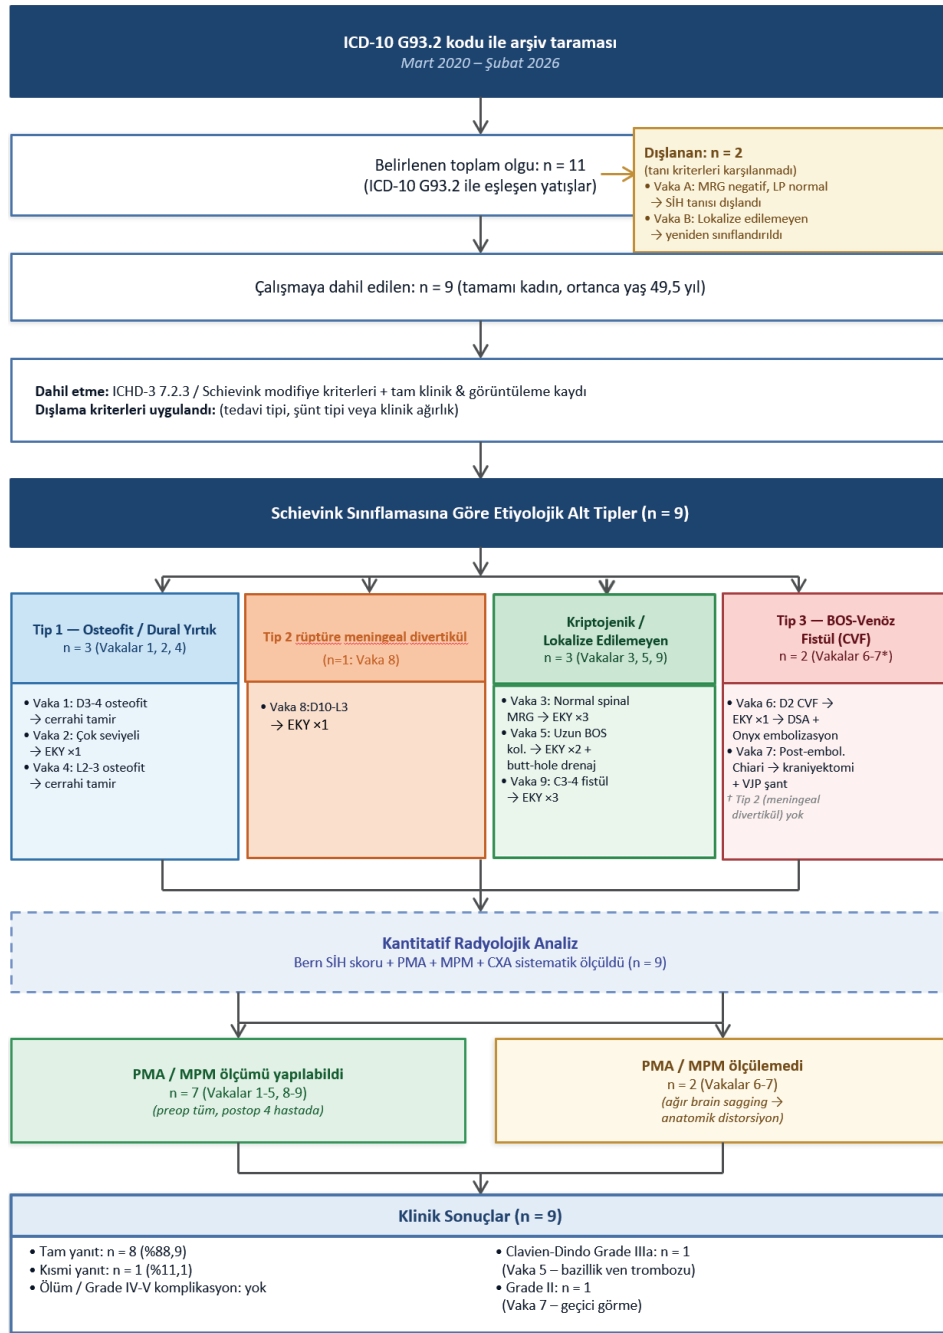 ICD-10 G93.2 kodu ile arşiv taraması
Mart 2020 – Şubat 2026
Belirlenen toplam olgu: n = 11
(ICD-10 G93.2 ile eşleşen yatışlar)
Dışlanan: n = 2
(tanı kriterleri karşılanmadı)
• Vaka A: MRG negatif, LP normal
→ SİH tanısı dışlandı
• Vaka B: Lokalize edilemeyen
→ yeniden sınıflandırıldı
Çalışmaya dahil edilen: n = 9 (tamamı kadın, ortanca yaş 49,5 yıl)
Dahil etme: ICHD-3 7.2.3 / Schievink modifiye kriterleri + tam klinik & görüntüleme kaydı
Dışlama kriterleri uygulandı: (tedavi tipi, şünt tipi veya klinik ağırlık)
Schievink Sınıflamasına Göre Etiyolojik Alt Tipler (n = 9)
Tip 1 — Osteofit / Dural Yırtık
n = 3 (Vakalar 1, 2, 4)
• Vaka 1: D3-4 osteofit
→ cerrahi tamir
• Vaka 2: Çok seviyeli
→ EKY ×1
• Vaka 4: L2-3 osteofit
→ cerrahi tamir
Tip 2 rüptüre meningeal divertikül
(n=1: Vaka 8)
• Vaka 8:D10-L3
→ EKY ×1
Kriptojenik /
Lokalize Edilemeyen
n = 3 (Vakalar 3, 5, 9)
• Vaka 3: Normal spinal
MRG → EKY ×3
• Vaka 5: Uzun BOS
kol. → EKY ×2 +
butt-hole drenaj
• Vaka 9: C3-4 fistül
→ EKY ×3
Tip 3 — BOS-Venöz
Fistül (CVF)
n = 2 (Vakalar 6-7*)
• Vaka 6: D2 CVF →
EKY ×1 → DSA +
Onyx embolizasyon
• Vaka 7: Post-embol.
Chiari → kraniyektomi
+ VJP şant
† Tip 2 (meningeal
divertikül) yok
Kantitatif Radyolojik Analiz
Bern SİH skoru + PMA + MPM + CXA sistematik ölçüldü (n = 9)
PMA / MPM ölçümü yapılabildi
n = 7 (Vakalar 1-5, 8-9)
(preop tüm, postop 4 hastada)
PMA / MPM ölçülemedi
n = 2 (Vakalar 6-7)
(ağır brain sagging →
anatomik distorsiyon)
Klinik Sonuçlar (n = 9)
• Tam yanıt: n = 8 (%88,9)
• Kısmi yanıt: n = 1 (%11,1)
• Ölüm / Grade IV-V komplikasyon: yok
• Clavien-Dindo Grade IIIa: n = 1
(Vaka 5 – bazillik ven trombozu)
• Grade II: n = 1
(Vaka 7 – geçici görme)